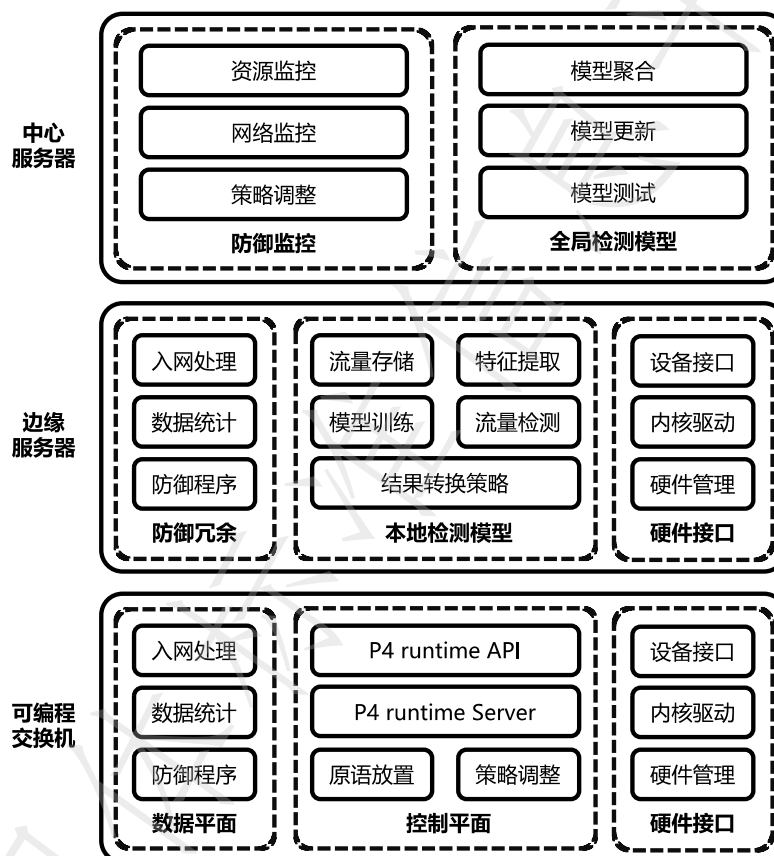 中心
服务器
资源监控
网络监控
策略调整
防御监控
模型聚合
模型更新
模型测试
全局检测模型
边缘
服务器
入网处理
数据统计
防御程序
防御冗余
流量存储
特征提取
模型训练
流量检测
结果转换策略
本地检测模型
设备接口
内核驱动
硬件管理
硬件接口
可编程
交换机
入网处理
数据统计
防御程序
数据平面
P4 runtime API
P4 runtime Server
原语放置
策略调整
控制平面
设备接口
内核驱动
硬件管理
硬件接口